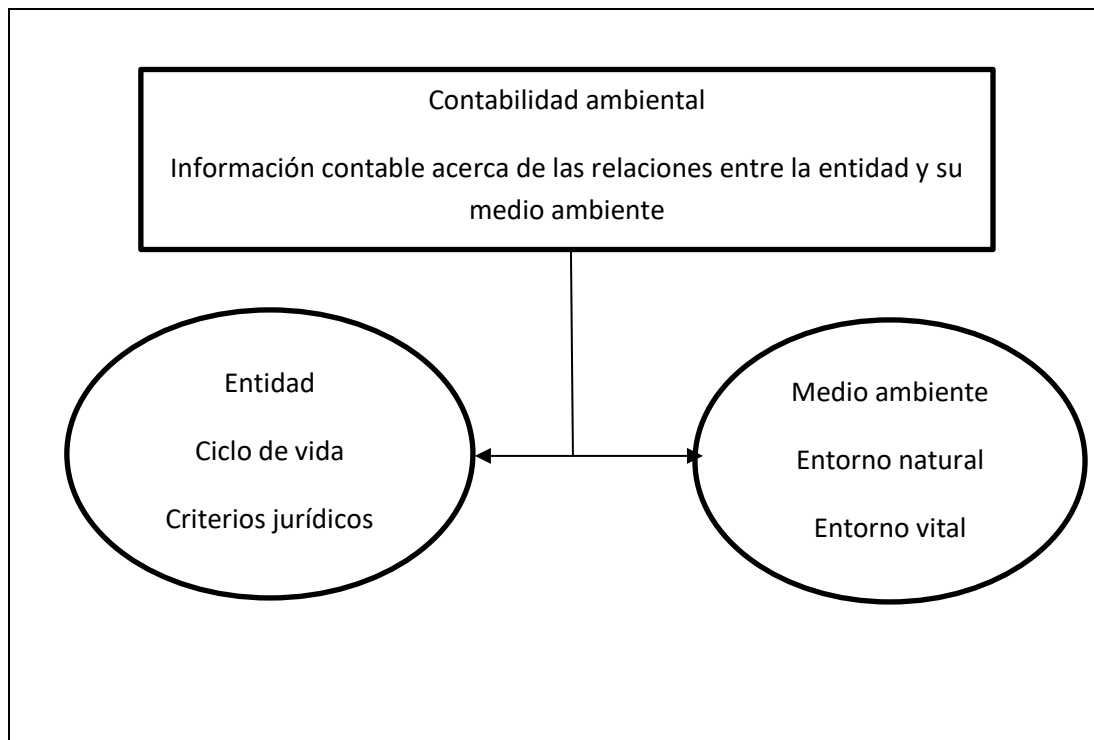 Contabilidad ambiental
Información contable acerca de las relaciones entre la entidad y su
medio ambiente
Entidad
Ciclo de vida
Criterios jurídicos
Medio ambiente
Entorno natural
Entorno vital